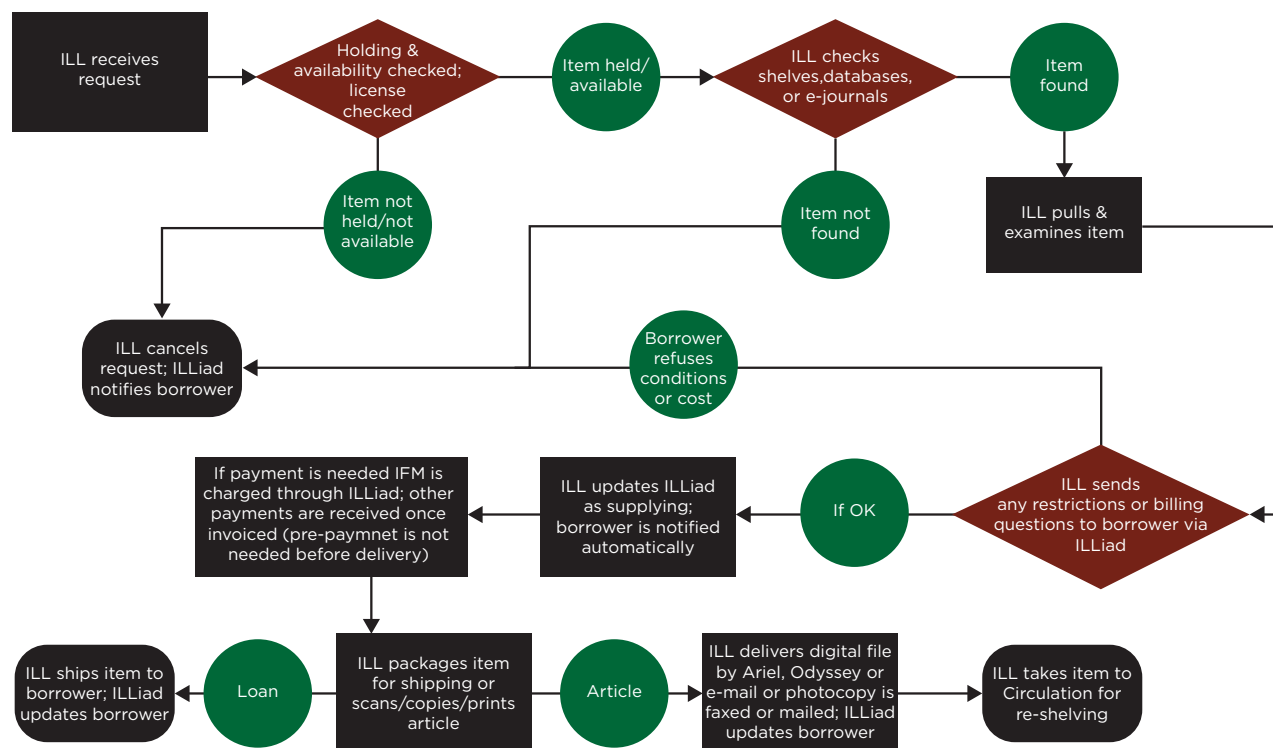 ILL receives
request
Holding &
availability checked;
license
checked
Item held/
available
ILL checks
shelves,databases,
or e-journals
Item
found
Item not
held/not
available
Item not
found
ILL pulls &
examines item
ILL cancels
request; ILLiad
notifies borrower
Borrower
refuses
conditions
or cost
ILL sends
any restrictions or billing
questions to borrower via
ILLiad
If OK
ILL updates ILLiad
as supplying;
borrower is notified
automatically
If payment is needed IFM is
charged through ILLiad; other
payments are received once
invoiced (pre-paymnet is not
needed before delivery)
ILL ships item to
borrower; ILLiad
updates borrower
Loan
ILL packages item
for shipping or
scans/copies/prints
article
Article
ILL delivers digital file
by Ariel, Odyssey or
e-mail or photocopy is
faxed or mailed; ILLiad
updates borrower
ILL takes item to
Circulation for
re-shelving